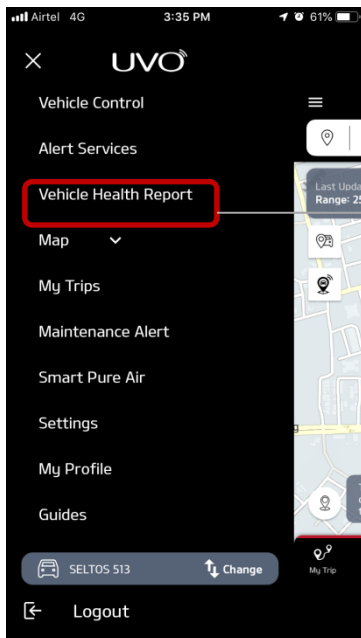 Airtel 4G 3:35 PM 61%
UVO
Vehicle Control
Alert Services
Vehicle Health Report
Last Upda
Range: 25
Map
My Trips
Maintenance Alert
Smart Pure Air
Settings
My Profile
Guides
SELTOS 513 Change
My Trip
Logout